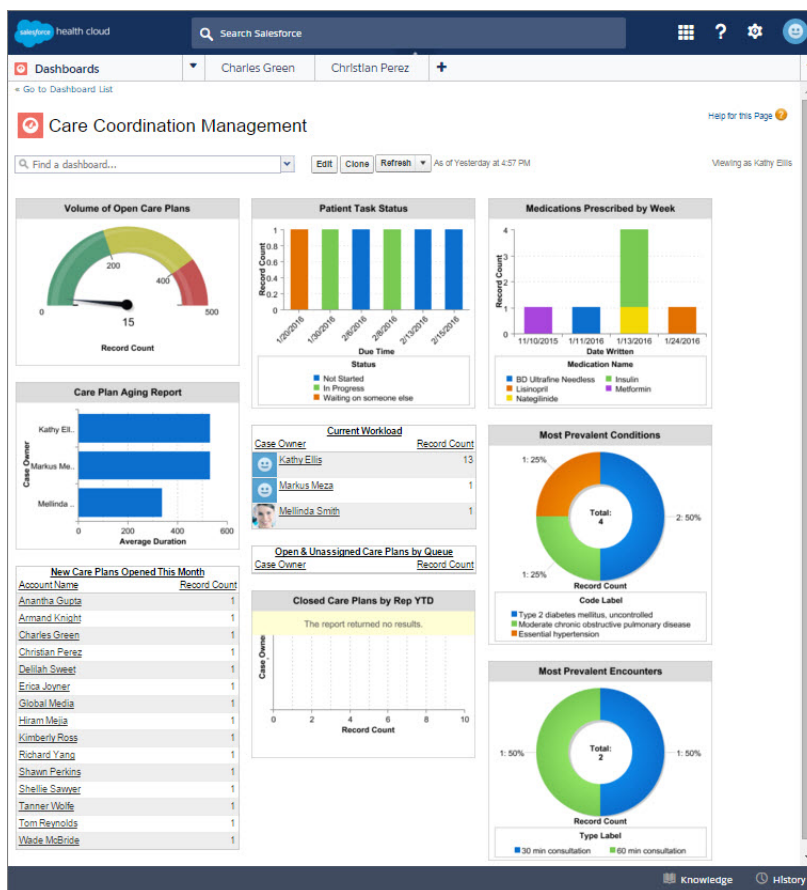 salesforce health cloud
Search Salesforce
?
Dashboards
Charles Green
Christian Perez
+
« Go to Dashboard List
Care Coordination Management
Help for this Page ?
Find a dashboard...
Edit Clone Refresh As of Yesterday at 4:57 PM
Viewing as Kathy Ellis
Volume of Open Care Plans
0
200
400
500
15
Record Count
Care Plan Aging Report
Case Owner
Kathy Ell..
Markus Me..
Mellinda ..
0 200 400 600
Average Duration
New Care Plans Opened This Month
Account Name Record Count
Anantha Gupta 1
Armand Knight 1
Charles Green 1
Christian Perez 1
Delilah Sweet 1
Erica Joyner 1
Global Media 1
Hiram Mejia 1
Kimberly Ross 1
Richard Yang 1
Shawn Perkins 1
Shellie Sawyer 1
Tanner Wolfe 1
Tom Reynolds 1
Wade McBride 1
Patient Task Status
Record Count
1
0.8
0.6
0.4
0.2
0
1/20/2016 1/30/2016 2/6/2016 2/8/2016 2/13/2016 2/15/2016
Due Time
Status
Not Started
In Progress
Waiting on someone else
Current Workload
Case Owner Record Count
Kathy Ellis 13
Markus Meza 1
Mellinda Smith 1
Open & Unassigned Care Plans by Queue
Case Owner Record Count
Closed Care Plans by Rep YTD
The report returned no results.
Case Owner
0 2 4 6 8 10
Record Count
Medications Prescribed by Week
Record Count
4
3
2
1
0
11/10/2015 1/11/2016 1/13/2016 1/24/2016
Date Written
Medication Name
BD Ultrafine Needless Insulin
Lisinopril Metformin
Nateglinide
Most Prevalent Conditions
1: 25%
Total:
4
2: 50%
1: 25%
Record Count
Code Label
Type 2 diabetes mellitus, uncontrolled
Moderate chronic obstructive pulmonary disease
Essential hypertension
Most Prevalent Encounters
1: 50%
Total:
2
1: 50%
Record Count
Type Label
30 min consultation 60 min consultation
Knowledge History